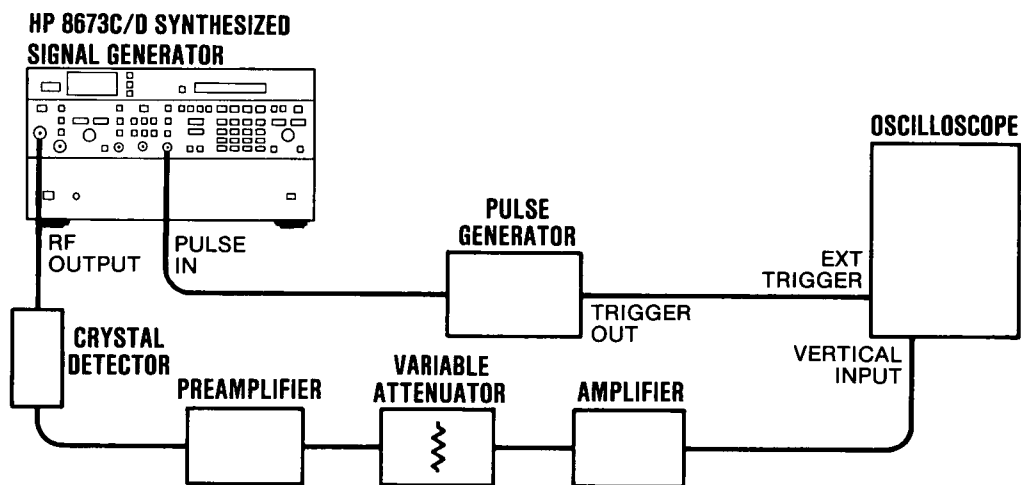 HP 8673C/D SYNTHESIZED
SIGNAL GENERATOR
OSCILLOSCOPE
PULSE
GENERATOR
RF
OUTPUT
PULSE
IN
EXT
TRIGGER
TRIGGER
OUT
CRYSTAL
DETECTOR
VERTICAL
INPUT
PREAMPLIFIER
VARIABLE
ATTENUATOR
AMPLIFIER